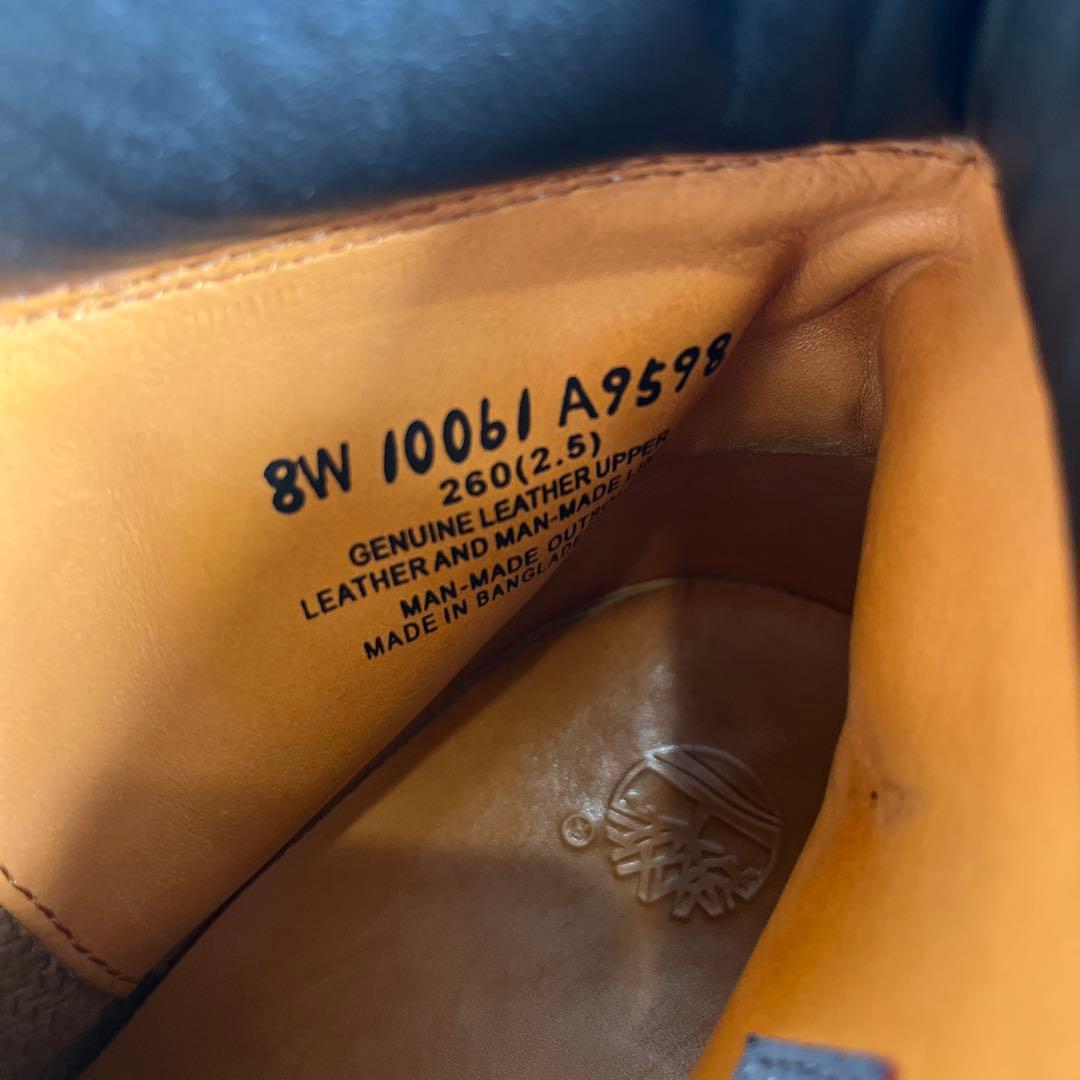 8W 10061 A9598
260(2.5)
GENUINE LEATHER UPPER
LEATHER AND MAN-MADE
MAN-MADE
MADE IN
®